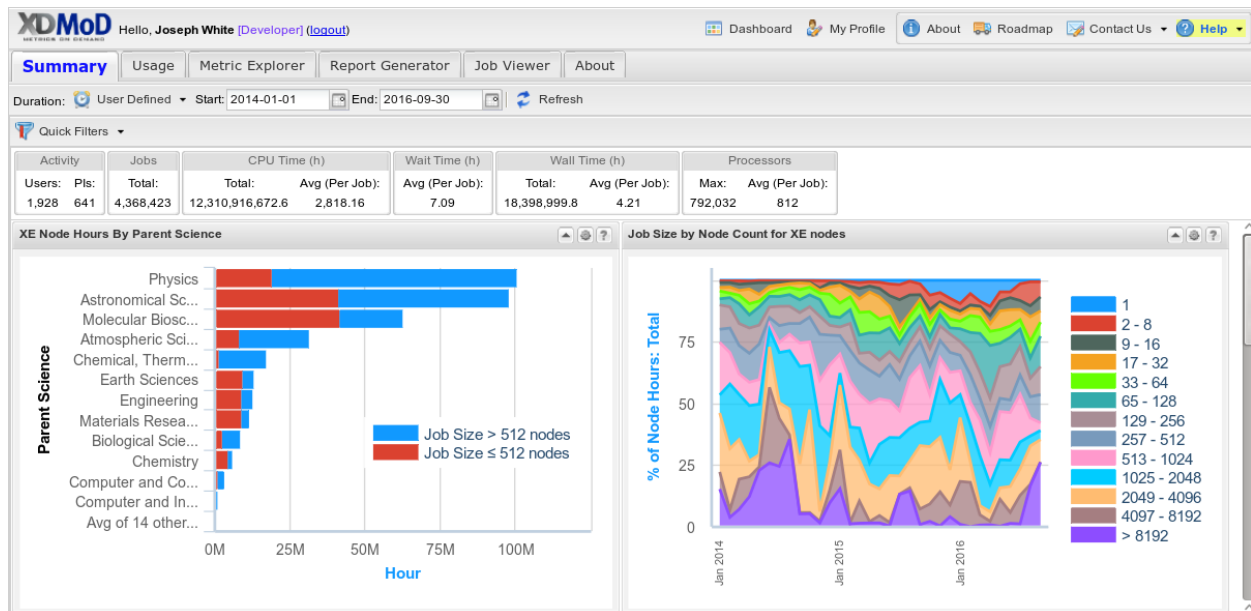 XDMoD Hello, Joseph White [Developer] (logout) Dashboard My Profile About Roadmap Contact Us Help
METRICS ON DEMAND
Summary Usage Metric Explorer Report Generator Job Viewer About
Duration: User Defined Start: 2014-01-01 End: 2016-09-30 Refresh
Quick Filters
Activity Jobs CPU Time (h) Wait Time (h) Wall Time (h) Processors
Users: PIs: Total: Total: Avg (Per Job): Avg (Per Job): Total: Avg (Per Job): Max: Avg (Per Job):
1,928 641 4,368,423 12,310,916,672.6 2,818.16 7.09 18,398,999.8 4.21 792,032 812
XE Node Hours By Parent Science
Parent Science
Physics
Astronomical Sc...
Molecular Biosc...
Atmospheric Sci...
Chemical, Therm...
Earth Sciences
Engineering
Materials Resea...
Biological Scie...
Chemistry
Computer and Co...
Computer and In...
Avg of 14 other...
Job Size > 512 nodes
Job Size ≤ 512 nodes
0M 25M 50M 75M 100M
Hour
Job Size by Node Count for XE nodes
% of Node Hours: Total
75
50
25
0
Jan 2014 Jan 2015 Jan 2016
1
2 - 8
9 - 16
17 - 32
33 - 64
65 - 128
129 - 256
257 - 512
513 - 1024
1025 - 2048
2049 - 4096
4097 - 8192
> 8192